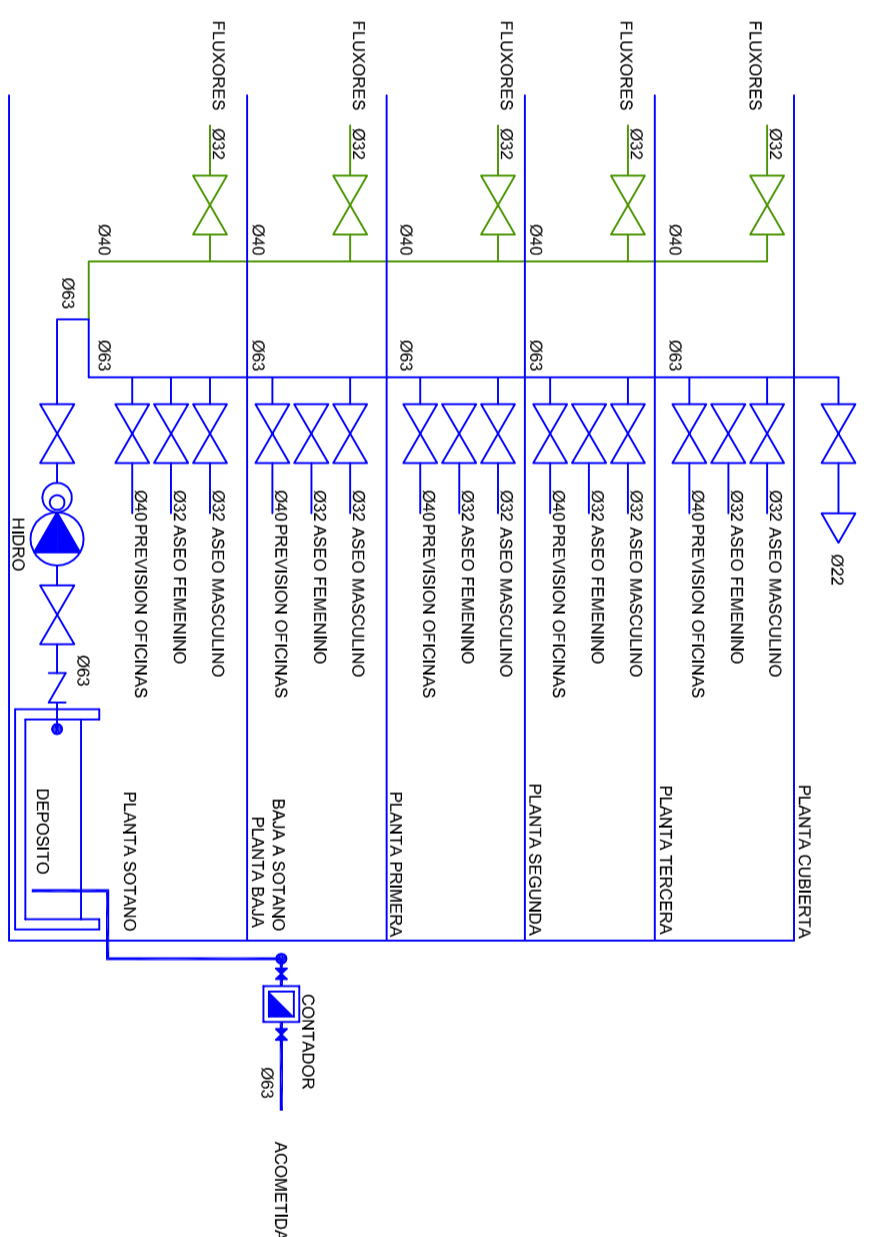 Ø22
PLANTA CUBIERTA
FLUXORES
Ø32
Ø32 ASEO MASCULINO
Ø32 ASEO FEMENINO
Ø40 PREVISION OFICINAS
Ø40
Ø63
PLANTA TERCERA
FLUXORES
Ø32
Ø32 ASEO MASCULINO
Ø32 ASEO FEMENINO
Ø40 PREVISION OFICINAS
Ø40
Ø63
PLANTA SEGUNDA
FLUXORES
Ø32
Ø32 ASEO MASCULINO
Ø32 ASEO FEMENINO
Ø40 PREVISION OFICINAS
Ø40
Ø63
PLANTA PRIMERA
FLUXORES
Ø32
Ø32 ASEO MASCULINO
Ø32 ASEO FEMENINO
Ø40 PREVISION OFICINAS
Ø40
Ø63
BAJA A SOTANO
PLANTA BAJA
CONTADOR
Ø63
ACOMETIDA
FLUXORES
Ø32
Ø32 ASEO MASCULINO
Ø32 ASEO FEMENINO
Ø40 PREVISION OFICINAS
PLANTA SOTANO
Ø40
Ø63
Ø63
Ø63
DEPOSITO
HIDRO